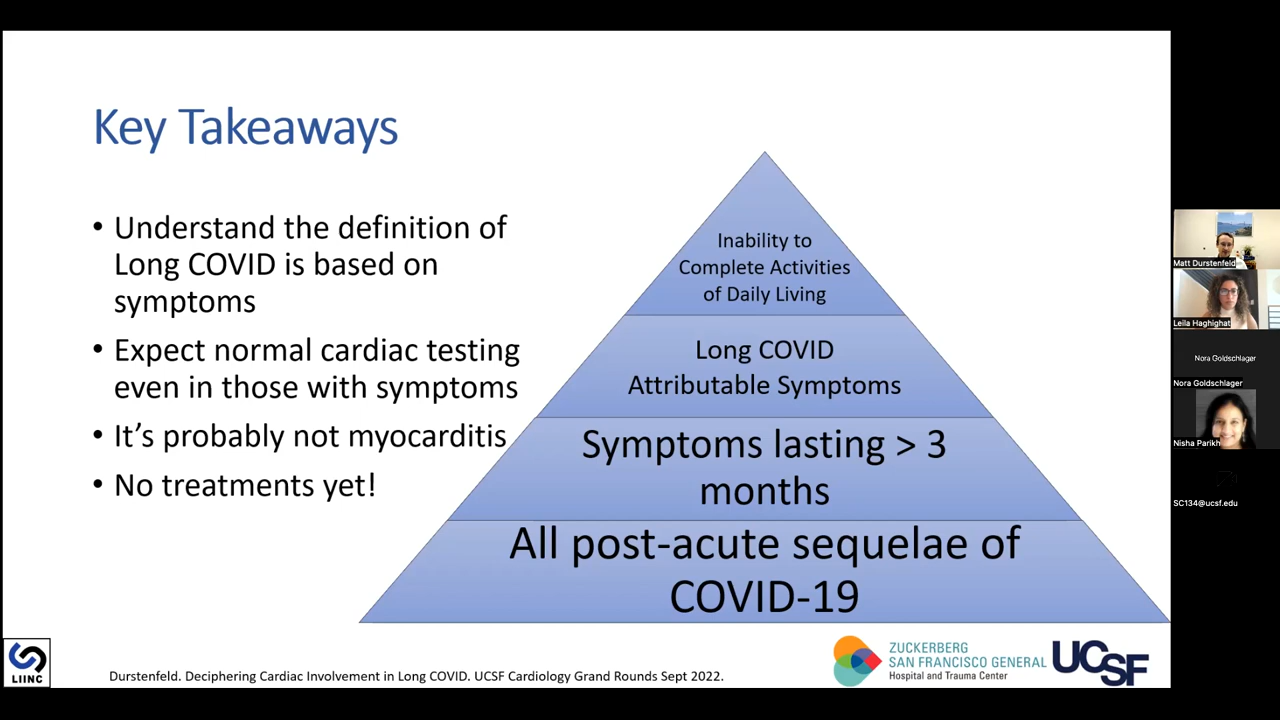 Key Takeaways
• Understand the definition of
Long COVID is based on
symptoms
• Expect normal cardiac testing
even in those with symptoms
• It's probably not myocarditis
• No treatments yet!
Inability to
Complete Activities
of Daily Living
Long COVID
Attributable Symptoms
Symptoms lasting > 3
months
All post-acute sequelae of
COVID-19
LIINC
Durstenfeld. Deciphering Cardiac Involvement in Long COVID. UCSF Cardiology Grand Rounds Sept 2022.
ZUCKERBERG
SAN FRANCISCO GENERAL
Hospital and Trauma Center
UCSF
Matt Durstenfeld
Leila Haghighat
Nora Goldschlager
Nora Goldschlager
Nisha Parikh
SC134@ucsf.edu